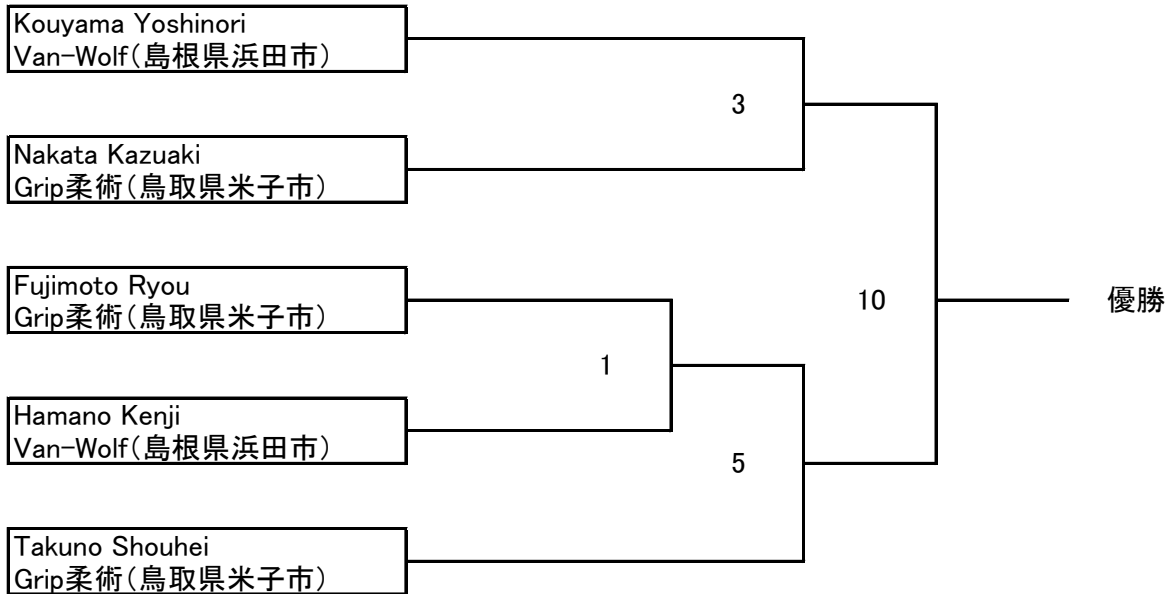 Kouyama Yoshinori
Van-Wolf(島根県浜田市)
3
Nakata Kazuaki
Grip柔術(鳥取県米子市)
Fujimoto Ryou
Grip柔術(鳥取県米子市)
10
優勝
1
Hamano Kenji
Van-Wolf(島根県浜田市)
5
Takuno Shouhei
Grip柔術(鳥取県米子市)